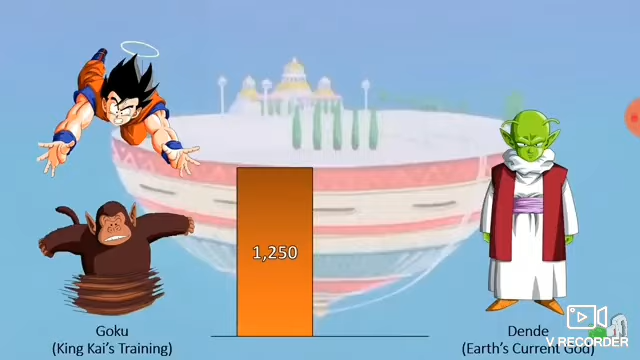 1,250
Goku
(King Kai's Training)
Dende
(Earth's Current God)
V RECORDER